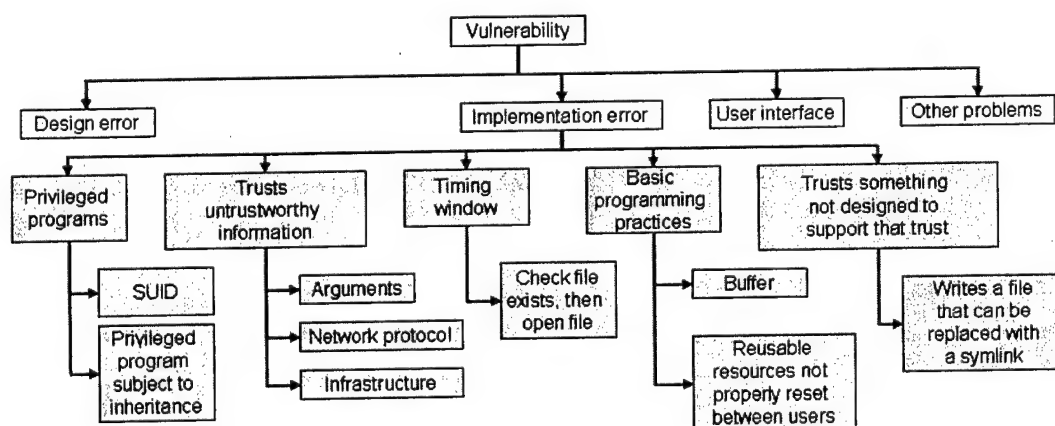 Vulnerability
Design error
Implementation error
User interface
Other problems
Privileged
programs
Trusts
untrustworthy
information
Timing
window
Basic
programming
practices
Trusts something
not designed to
support that trust
SUID
Privileged
program
subject to
inheritance
Arguments
Network protocol
Infrastructure
Check file
exists, then
open file
Buffer
Reusable
resources not
properly reset
between users
Writes a file
that can be
replaced with
a symlink